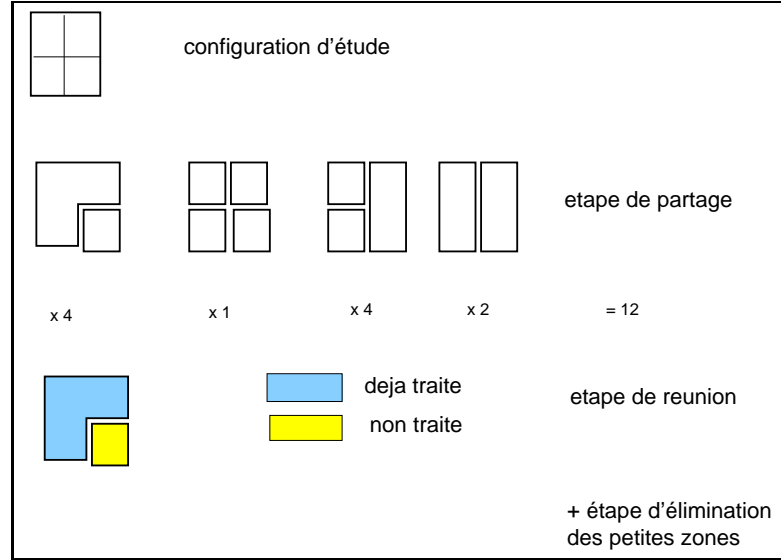 configuration d’étude
etape de partage
x 4 x 1 x 4 x 2 = 12
deja traite
etape de reunion
non traite
+ étape d’élimination
des petites zones